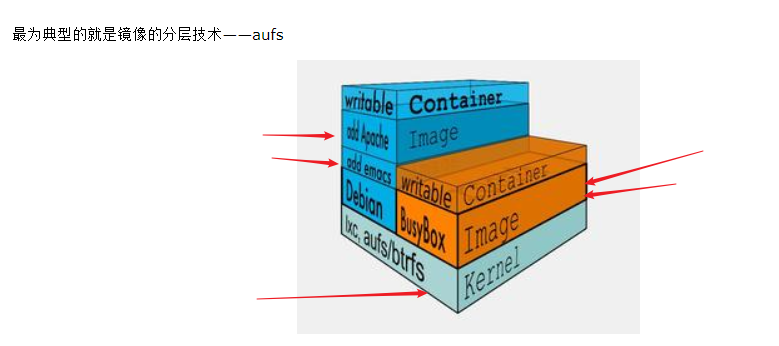 最为典型的就是镜像的分层技术——aufs
writable Container
add Apache Image
add emacs
writable Container
Debian
BusyBox Image
lxc, aufs/btrfs
Kernel